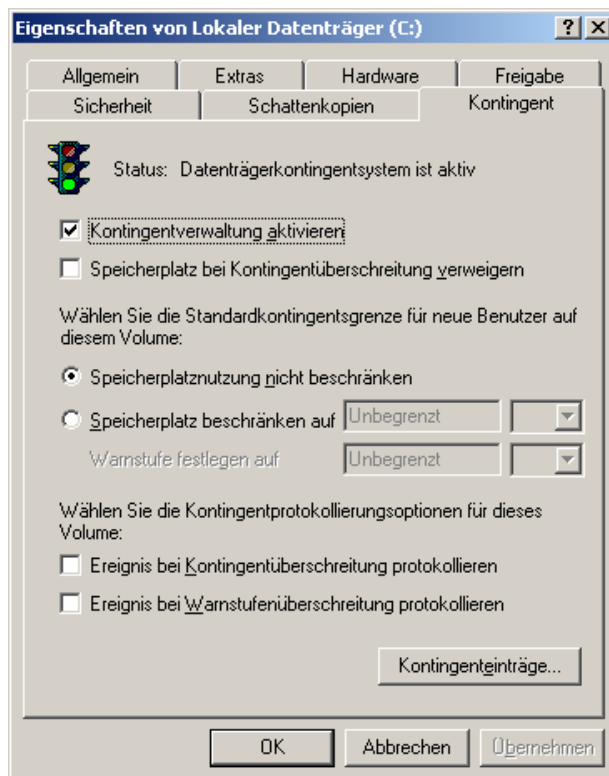 Eigenschaften von Lokaler Datenträger (C:)
Allgemein Extras Hardware Freigabe
Sicherheit Schattenkopien Kontingent
Status: Datenträgerkontingentsystem ist aktiv
Kontingentverwaltung aktivieren
Speicherplatz bei Kontingentüberschreitung verweigern
Wählen Sie die Standardkontingentsgrenze für neue Benutzer auf
diesem Volume:
Speicherplatznutzung nicht beschränken
Speicherplatz beschränken auf Unbegrenzt
Warnstufe festlegen auf Unbegrenzt
Wählen Sie die Kontingentprotokollierungsoptionen für dieses
Volume:
Ereignis bei Kontingentüberschreitung protokollieren
Ereignis bei Warnstufenüberschreitung protokollieren
Kontingenteinträge...
OK Abbrechen Übernehmen